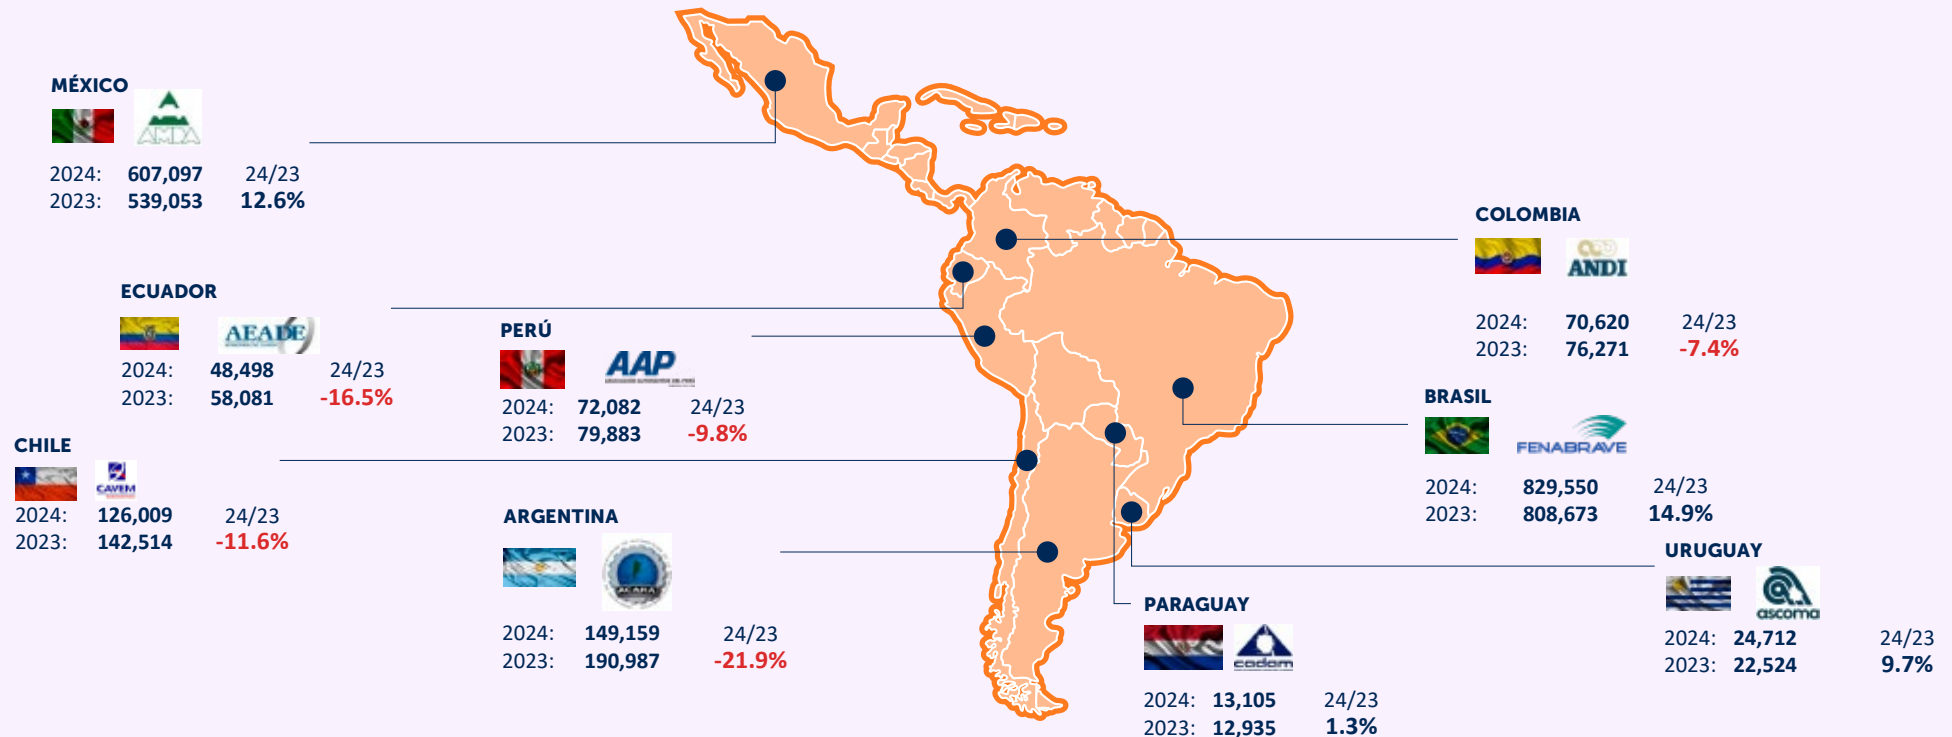 MÉXICO
AMDA
2024: 607,097 24/23
2023: 539,053 12.6%
ECUADOR
AEADE
2024: 48,498 24/23
2023: 58,081 -16.5%
PERÚ
AAP
2024: 72,082 24/23
2023: 79,883 -9.8%
CHILE
CAVEM
2024: 126,009 24/23
2023: 142,514 -11.6%
ARGENTINA
ACARA
2024: 149,159 24/23
2023: 190,987 -21.9%
COLOMBIA
ANDI
2024: 70,620 24/23
2023: 76,271 -7.4%
BRASIL
FENABRAVE
2024: 829,550 24/23
2023: 808,673 14.9%
URUGUAY
ascoma
2024: 24,712 24/23
2023: 22,524 9.7%
PARAGUAY
cadam
2024: 13,105 24/23
2023: 12,935 1.3%